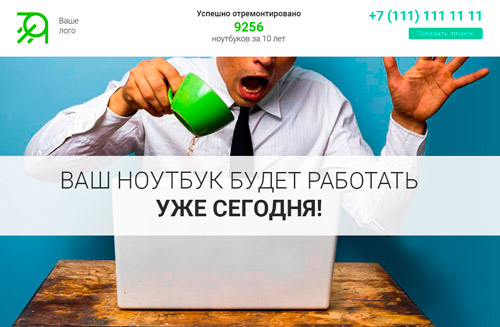 Ваше
лого
Успешно отремонтировано
9256
ноутбуков за 10 лет
+7 (111) 111 11 11
Заказать звонок
ВАШ НОУТБУК БУДЕТ РАБОТАТЬ
УЖЕ СЕГОДНЯ!